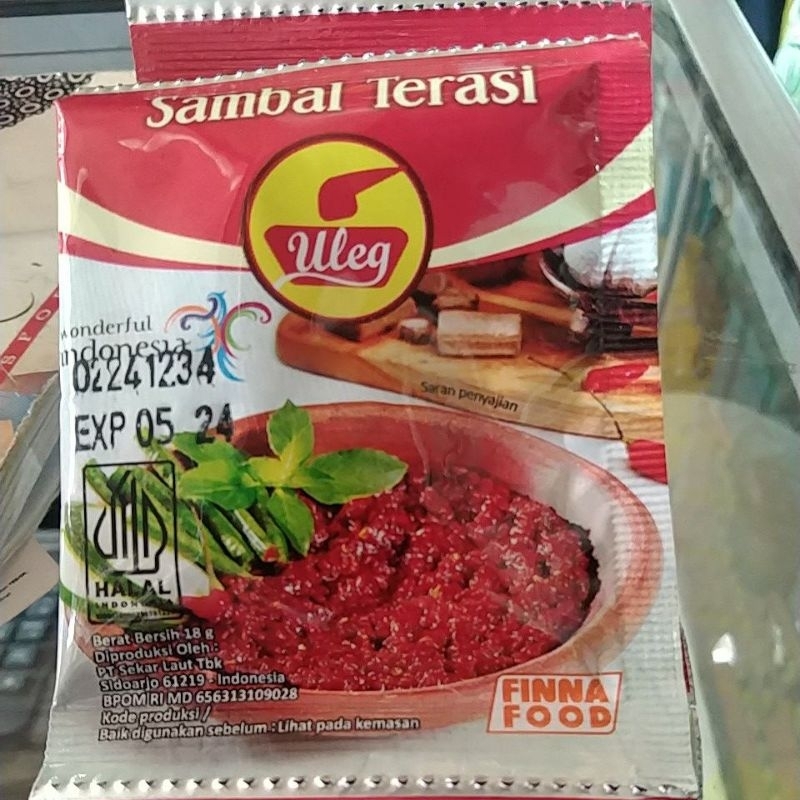 Sambal Terasi
Uleg
wonderful
indonesia
02241234
EXP 05 24
Saran penyajian
HALAL
INDONESIA
Berat Bersih 18 g
Diproduksi Oleh :
PT Sekar Laut Tbk
Sidoarjo 61219 - Indonesia
BPOM RI MD 656313109028
Kode produksi /
Baik digunakan sebelum : Lihat pada kemasan
FINNA
FOOD
SPO